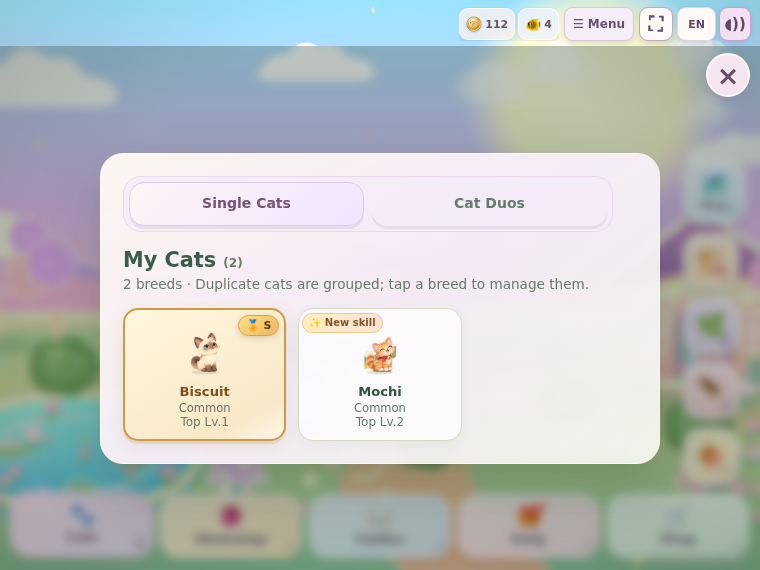 112
4
☰ Menu
EN
Single Cats
Cat Duos
My Cats (2)
2 breeds · Duplicate cats are grouped; tap a breed to manage them.
S
New skill
Biscuit
Common
Top Lv.1
Mochi
Common
Top Lv.2